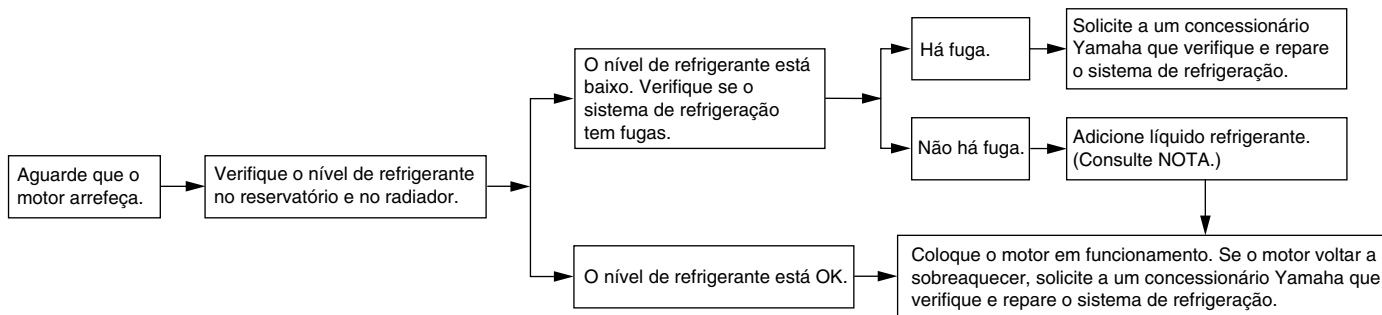 Aguarde que o
motor arrefeça.
Verifique o nível de refrigerante
no reservatório e no radiador.
O nível de refrigerante está
baixo. Verifique se o
sistema de refrigeração
tem fugas.
Há fuga.
Solicite a um concessionário
Yamaha que verifique e repare
o sistema de refrigeração.
Não há fuga.
Adicione líquido refrigerante.
(Consulte NOTA.)
O nível de refrigerante está OK.
Coloque o motor em funcionamento. Se o motor voltar a
sobreaquecer, solicite a um concessionário Yamaha que
verifique e repare o sistema de refrigeração.